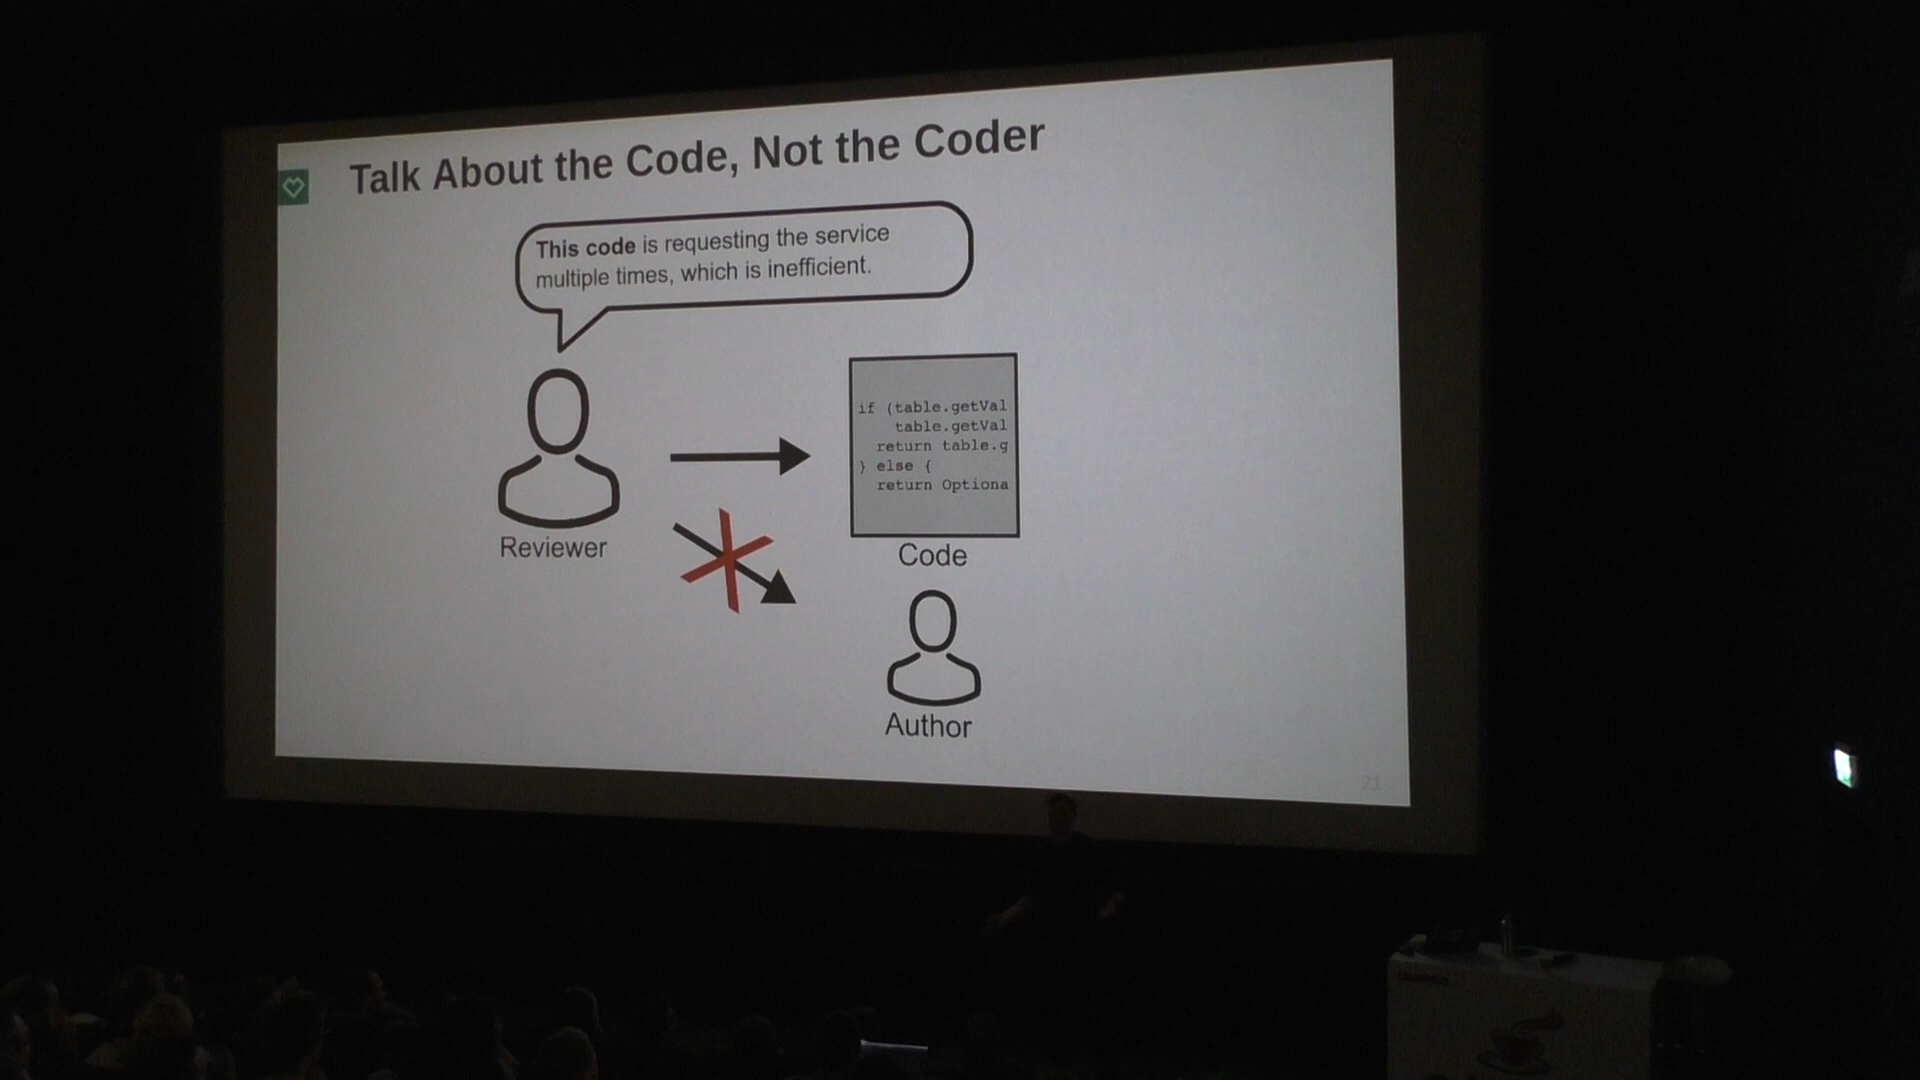 Talk About the Code, Not the Coder
This code is requesting the service
multiple times, which is inefficient.
if (table.getVal
table.getVal
return table.g
} else {
return Optiona
Reviewer
Code
Author
21